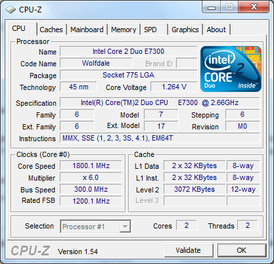 CPU-Z
CPU Caches Mainboard Memory SPD Graphics About
Processor
Name Intel Core 2 Duo E7300
Code Name Wolfdale Brand ID
Package Socket 775 LGA
Technology 45 nm Core Voltage 1.264 V
intel
CORE 2
Duo inside
Specification Intel(R) Core(TM)2 Duo CPU E7300 @ 2.66GHz
Family 6 Model 7 Stepping 6
Ext. Family 6 Ext. Model 17 Revision M0
Instructions MMX, SSE (1, 2, 3, 3S, 4.1), EM64T
Clocks (Core #0)
Core Speed 1800.1 MHz
Multiplier x 6.0
Bus Speed 300.0 MHz
Rated FSB 1200.1 MHz
Cache
L1 Data 2 x 32 KBytes 8-way
L1 Inst. 2 x 32 KBytes 8-way
Level 2 3072 KBytes 12-way
Level 3
Selection Processor #1 Cores 2 Threads 2
CPU-Z Version 1.54 Validate OK